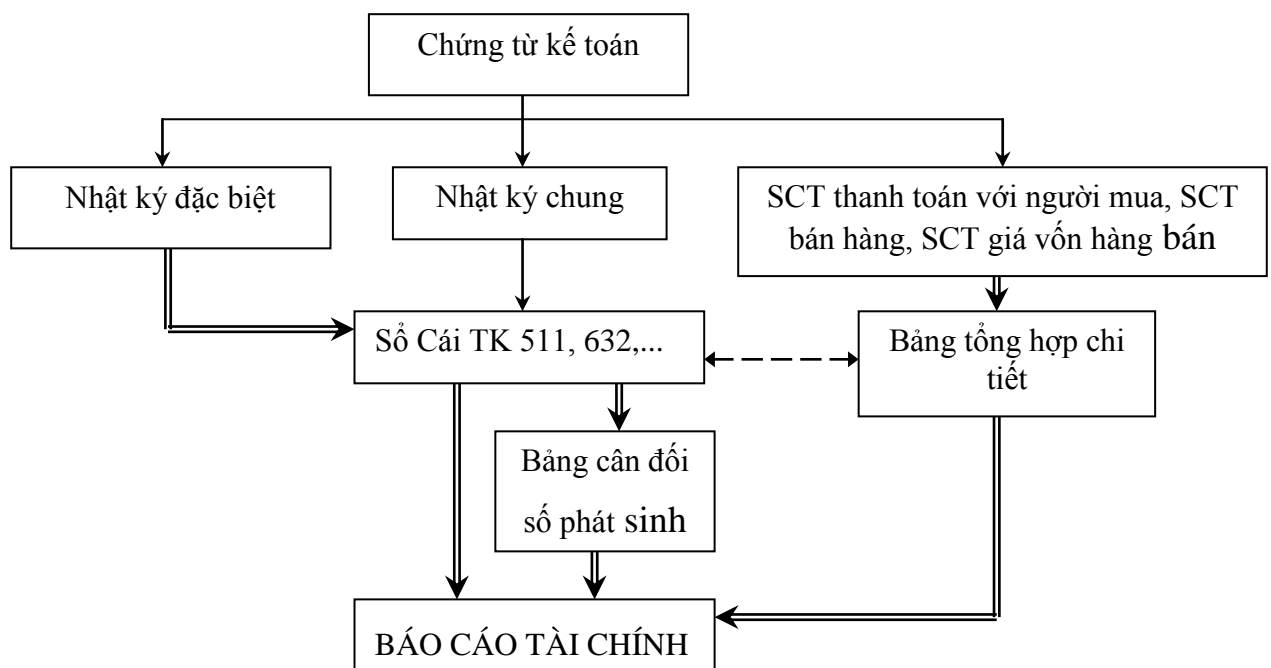 Chứng từ kế toán
Nhật ký đặc biệt
Nhật ký chung
SCT thanh toán với người mua, SCT
bán hàng, SCT giá vốn hàng bán
Sổ Cái TK 511, 632,...
Bảng tổng hợp chi
tiết
Bảng cân đối
số phát sinh
BÁO CÁO TÀI CHÍNH